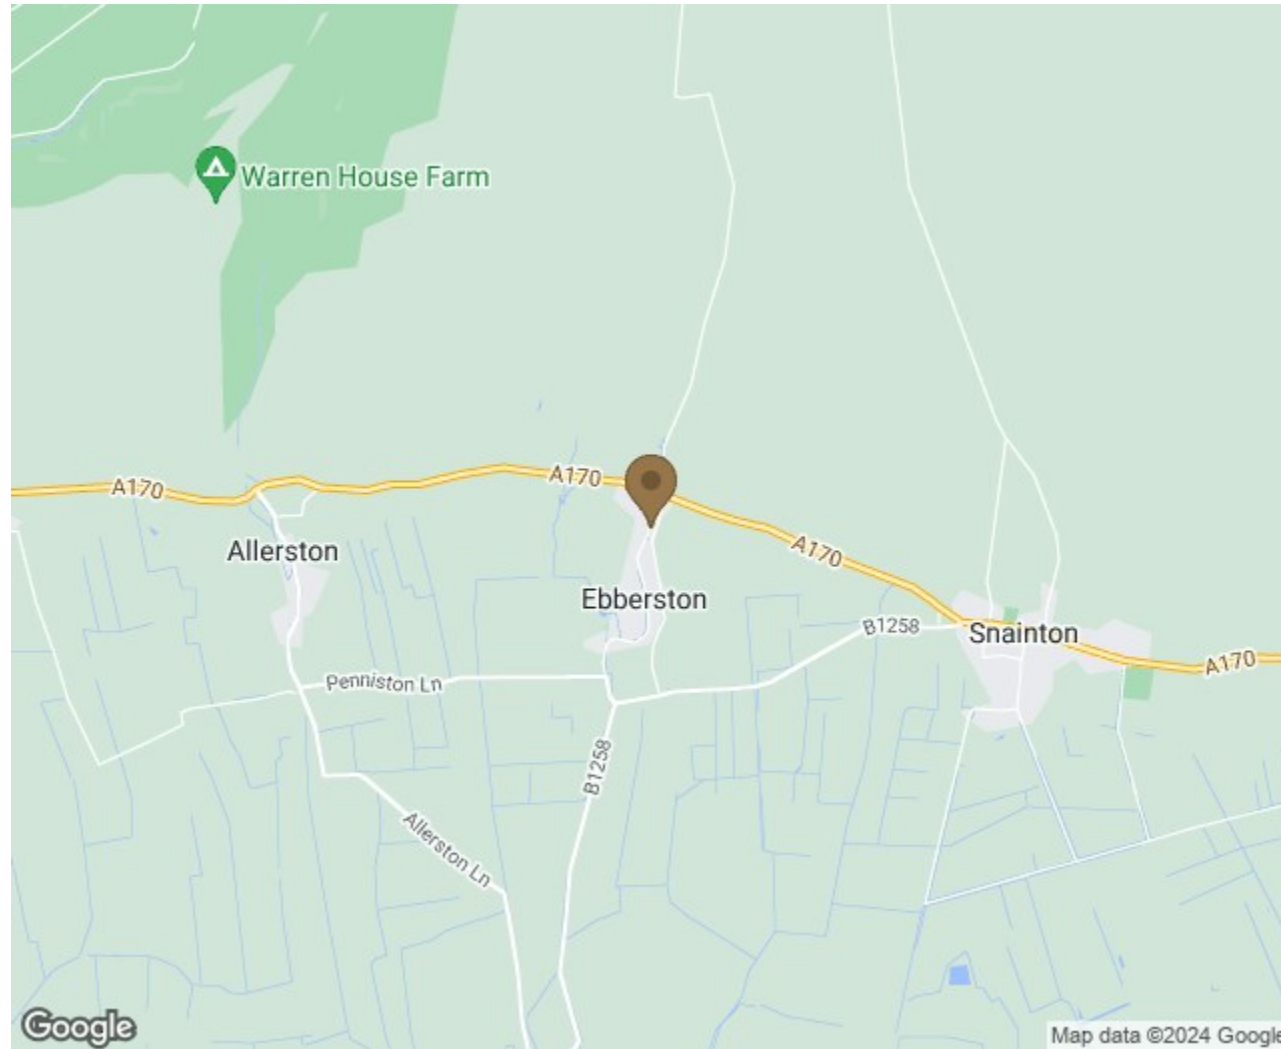 Warren House Farm
A170
A170
Allerston
A170
Ebberston
B1258
Snainton
A170
Penniston Ln
B1258
Allerston Ln
Google
Map data ©2024 Google